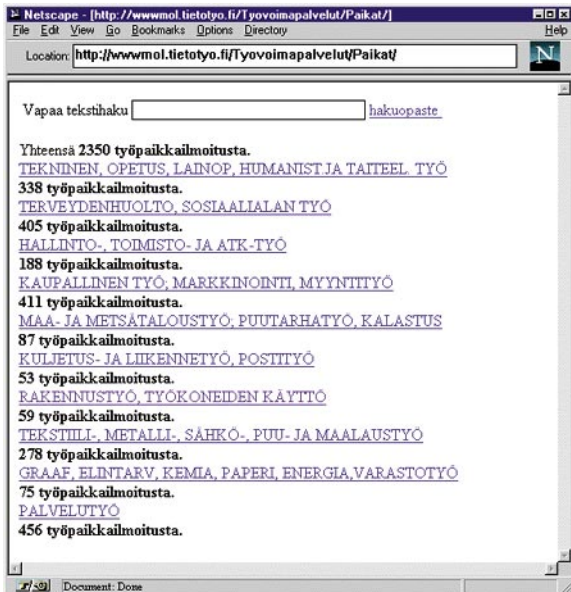 Netscape - [http://wwwmol.tietotyo.fi/Tyovoimapalvelut/Paikat/]
File Edit View Go Bookmarks Options Directory Help
Location: http://wwwmol.tietotyo.fi/Tyovoimapalvelut/Paikat/
N
Vapaa tekstihaku hakuopaste
Yhteensä 2350 työpaikkailmoitusta.
TEKNINEN, OPETUS, LAINOP, HUMANIST.JA TAITEEL. TYÖ
338 työpaikkailmoitusta.
TERVEYDENHUOLTO, SOSIAALIALAN TYÖ
405 työpaikkailmoitusta.
HALLINTO-, TOIMISTO- JA ATK-TYÖ
188 työpaikkailmoitusta.
KAUPALLINEN TYÖ; MARKKINOINTI, MYYNTITYÖ
411 työpaikkailmoitusta.
MAA- JA METSÄTALOUSTYÖ; PUUTARHATYÖ, KALASTUS
87 työpaikkailmoitusta.
KULJETUS- JA LIIKENNETYÖ, POSTITYÖ
53 työpaikkailmoitusta.
RAKENNUSTYÖ, TYÖKONEIDEN KÄYTTÖ
59 työpaikkailmoitusta.
TEKSTIILI-, METALLI-, SÄHKÖ-, PUU- JA MAALAUSTYÖ
278 työpaikkailmoitusta.
GRAAF, ELINTARV, KEMIA, PAPERI, ENERGIA,VARASTOTYÖ
75 työpaikkailmoitusta.
PALVELUTYÖ
456 työpaikkailmoitusta.
Document: Done